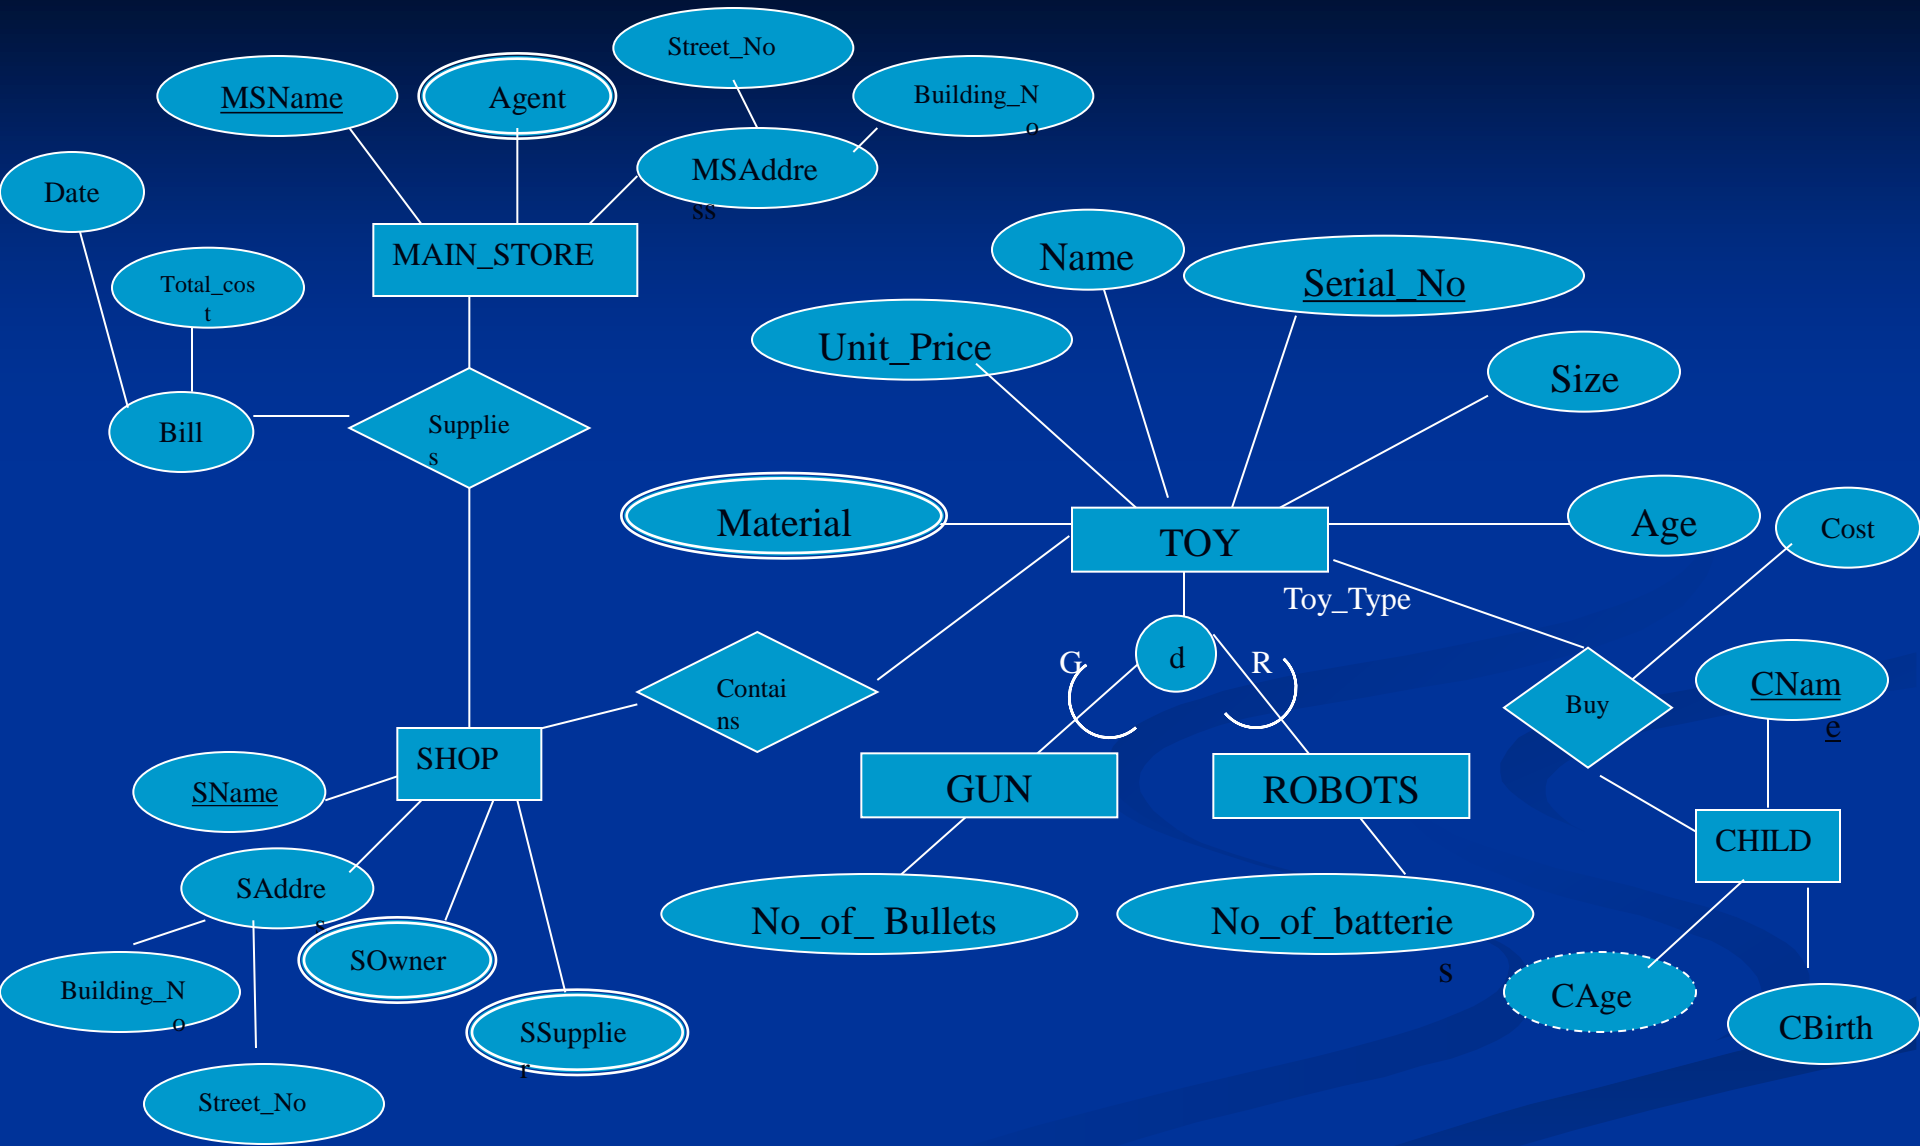 Street_No
MSName
Agent
Building_N
o
MSAddre
ss
Date
MAIN_STORE
Name
Serial_No
Total_cos
t
Unit_Price
Size
Bill
Supplie
s
Material
TOY
Age
Cost
Toy_Type
G
d
R
Contai
ns
Buy
CNam
e
SHOP
GUN
ROBOTS
SName
CHILD
SAddre
s
No_of_ Bullets
No_of_batterie
s
SOwner
Building_N
o
CAge
SSupplie
r
CBirth
Street_No